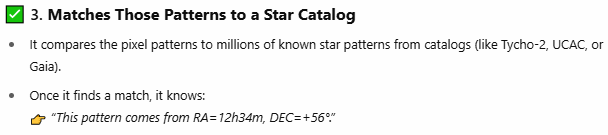 ✅ 3. Matches Those Patterns to a Star Catalog
• It compares the pixel patterns to millions of known star patterns from catalogs (like Tycho-2, UCAC, or
Gaia).
• Once it finds a match, it knows:
👉 “This pattern comes from RA=12h34m, DEC=+56°.”